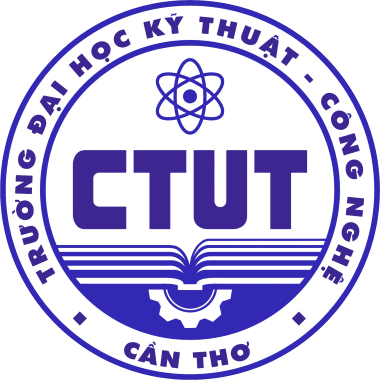 TRƯỜNG ĐẠI HỌC KỸ THUẬT - CÔNG NGHỆ
CTUT
CẦN THƠ